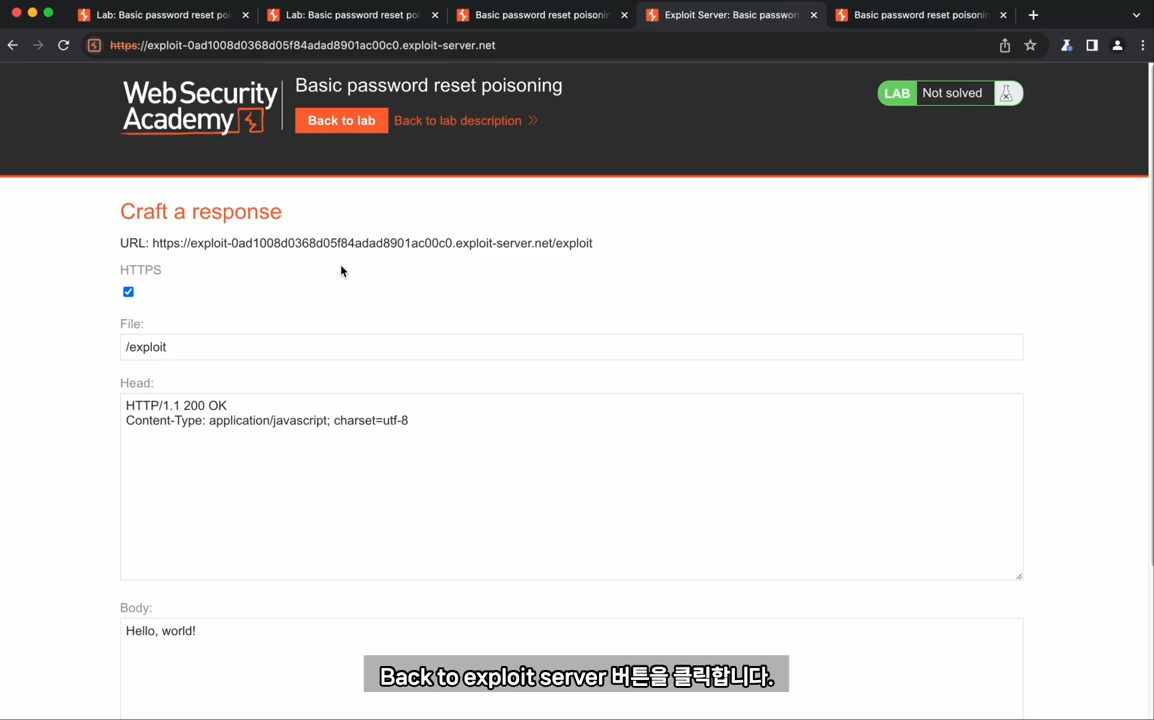 Lab: Basic password reset poi
Lab: Basic password reset poi
Basic password reset poisonin
Exploit Server: Basic passwor
Basic password reset poisonin
https://exploit-0ad1008d0368d05f84adad8901ac00c0.exploit-server.net
Web Security
Academy
Basic password reset poisoning
Back to lab
Back to lab description
LAB
Not solved
Craft a response
URL: https://exploit-0ad1008d0368d05f84adad8901ac00c0.exploit-server.net/exploit
HTTPS
File:
/exploit
Head:
HTTP/1.1 200 OK
Content-Type: application/javascript; charset=utf-8
Body:
Hello, world!
Back to exploit server 버튼을 클릭합니다.